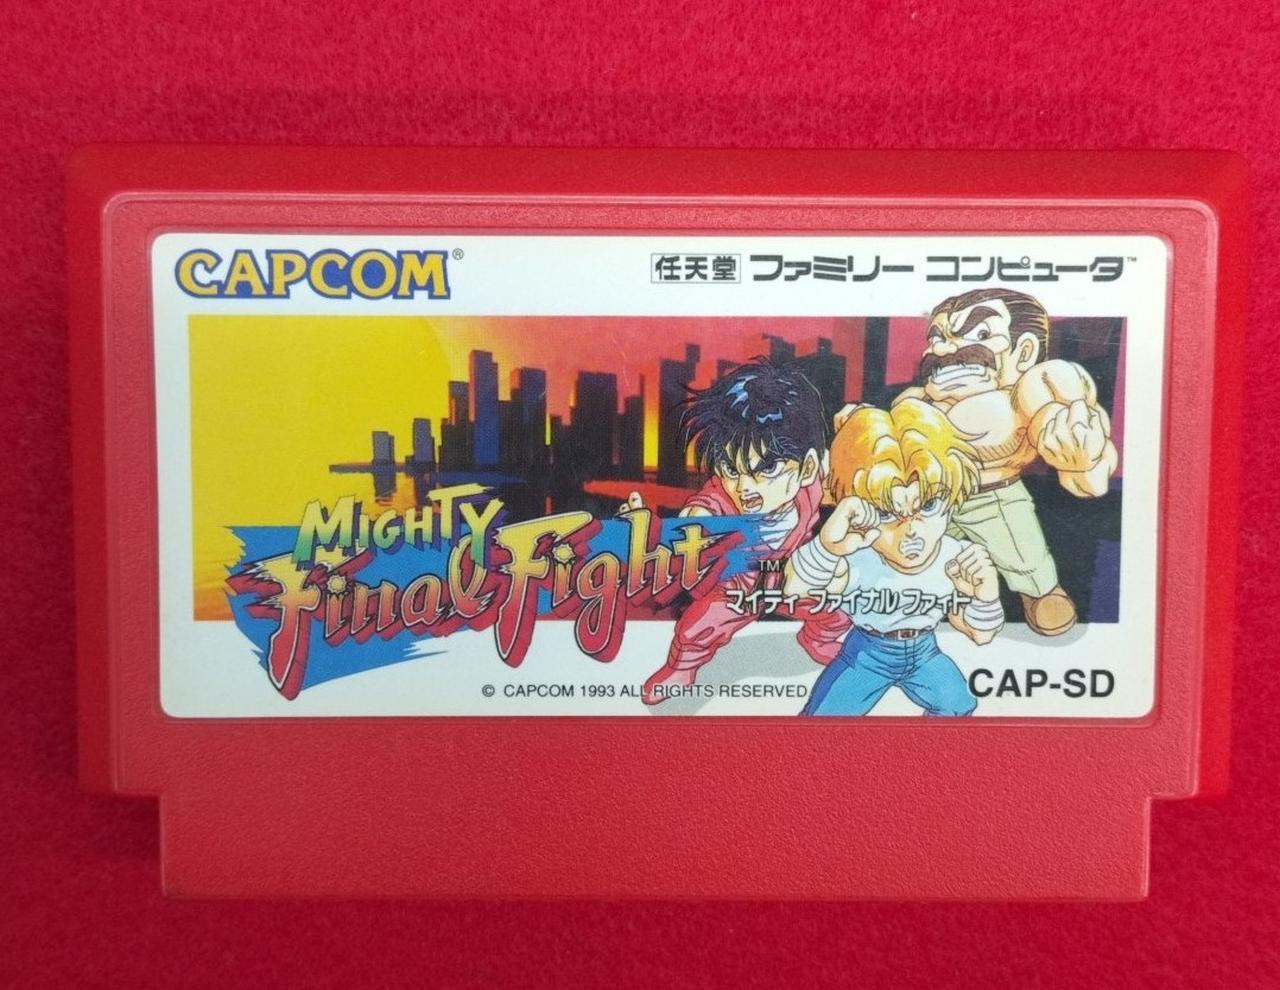 CAPCOM®
任天堂 ファミリー コンピュータ™
MIGHTY
Final Fight ™
マイティ ファイナル ファイト
© CAPCOM 1993 ALL RIGHTS RESERVED
CAP-SD